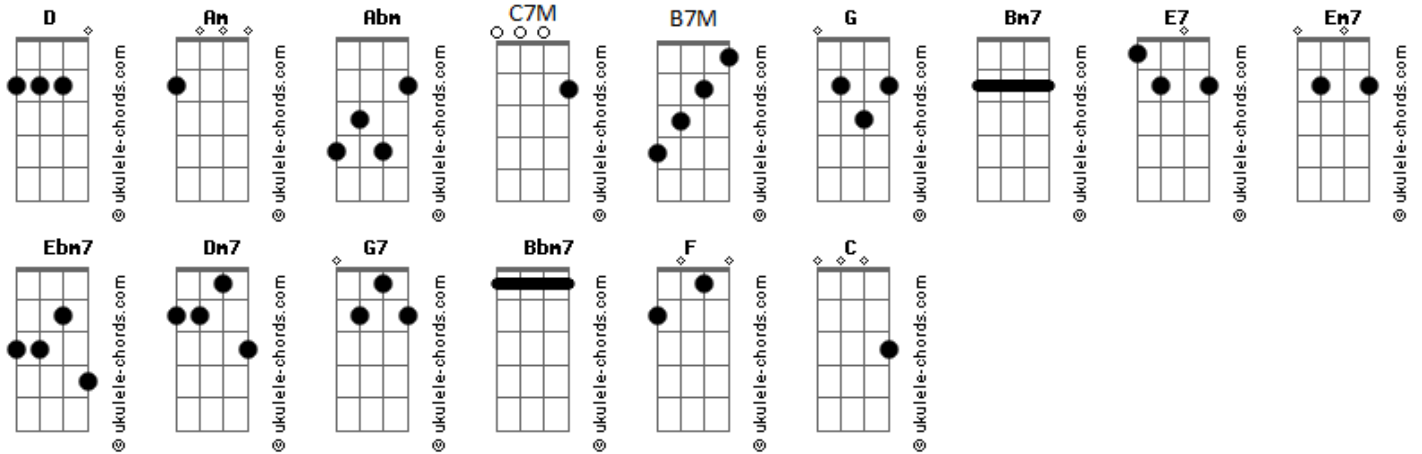 D Am Abm C7M B7M G Bm7 E7 Em7
© ukulele-chords.com © ukulele-chords.com © ukulele-chords.com © ukulele-chords.com © ukulele-chords.com © ukulele-chords.com © ukulele-chords.com © ukulele-chords.com © ukulele-chords.com
Ebm7 Dm7 G7 Bbm7 F C
© ukulele-chords.com © ukulele-chords.com © ukulele-chords.com © ukulele-chords.com © ukulele-chords.com © ukulele-chords.com